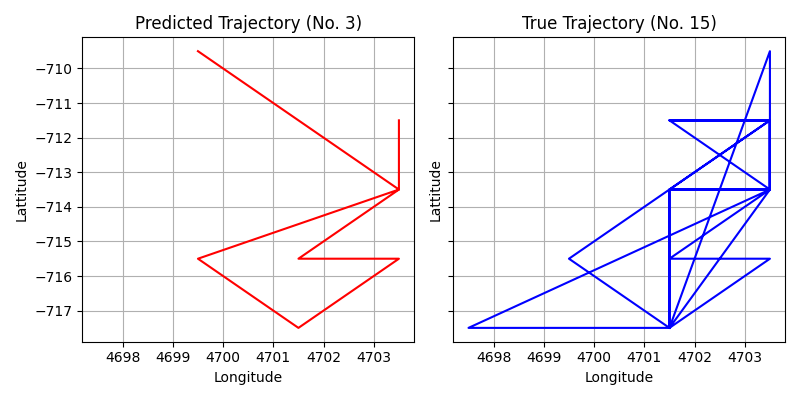 Predicted Trajectory (No. 3)
True Trajectory (No. 15)
Lattitude
−710
−711
−712
−713
−714
−715
−716
−717
4698 4699 4700 4701 4702 4703
Longitude
Lattitude
4698 4699 4700 4701 4702 4703
Longitude